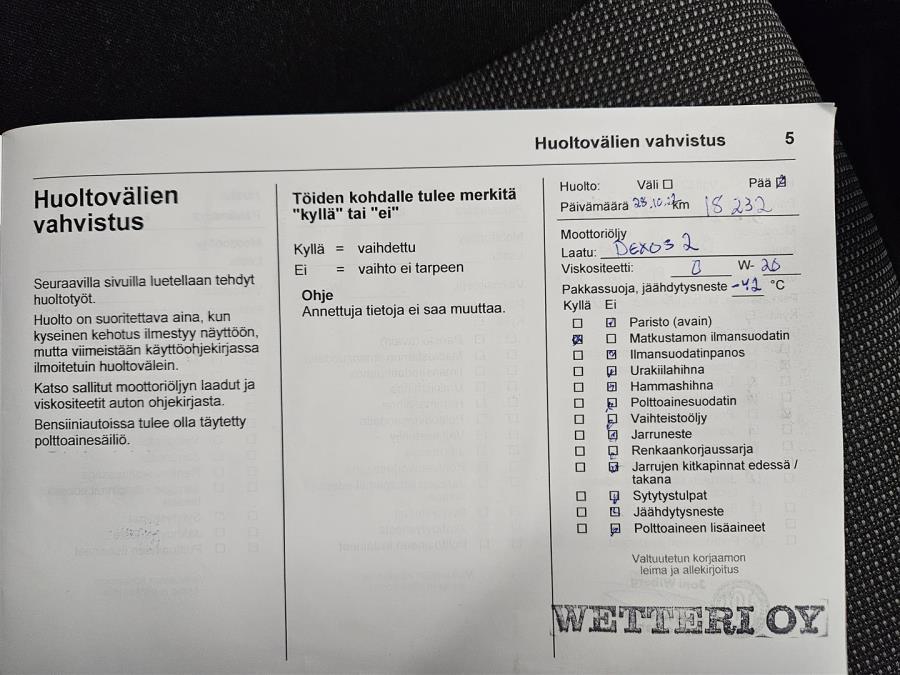 Huoltovälien vahvistus 5
Huoltovälien
vahvistus
Seuraavilla sivuilla luetellaan tehdyt
huoltotyöt.
Huolto on suoritettava aina, kun
kyseinen kehotus ilmestyy näyttöön,
mutta viimeistään käyttöohjekirjassa
ilmoitetuin huoltovälein.
Katso sallitut moottoriöljyn laadut ja
viskositeetit auton ohjekirjasta.
Bensiiniautoissa tulee olla täytetty
polttoainesäiliö.
Töiden kohdalle tulee merkitä
"kyllä" tai "ei"
Kyllä = vaihdettu
Ei = vaihto ei tarpeen
Ohje
Annettuja tietoja ei saa muuttaa.
Huolto: Väli Pää
Päivämäärä km 18 232
Moottoriöljy
Laatu: DEXOS 2
Viskositeetti: 0 W- 20
Pakkassuoja, jäähdytysneste -42 °C
Kyllä Ei
Paristo (avain)
Matkustamon ilmansuodatin
Ilmansuodatinpanos
Urakiilahihna
Hammashihna
Polttoainesuodatin
Vaihteistoöljy
Jarruneste
Renkaankorjaussarja
Jarrujen kitkapinnat edessä /
takana
Sytytystulpat
Jäähdytysneste
Polttoaineen lisäaineet
Valtuutetun korjaamon
leima ja allekirjoitus
WETTERI OY